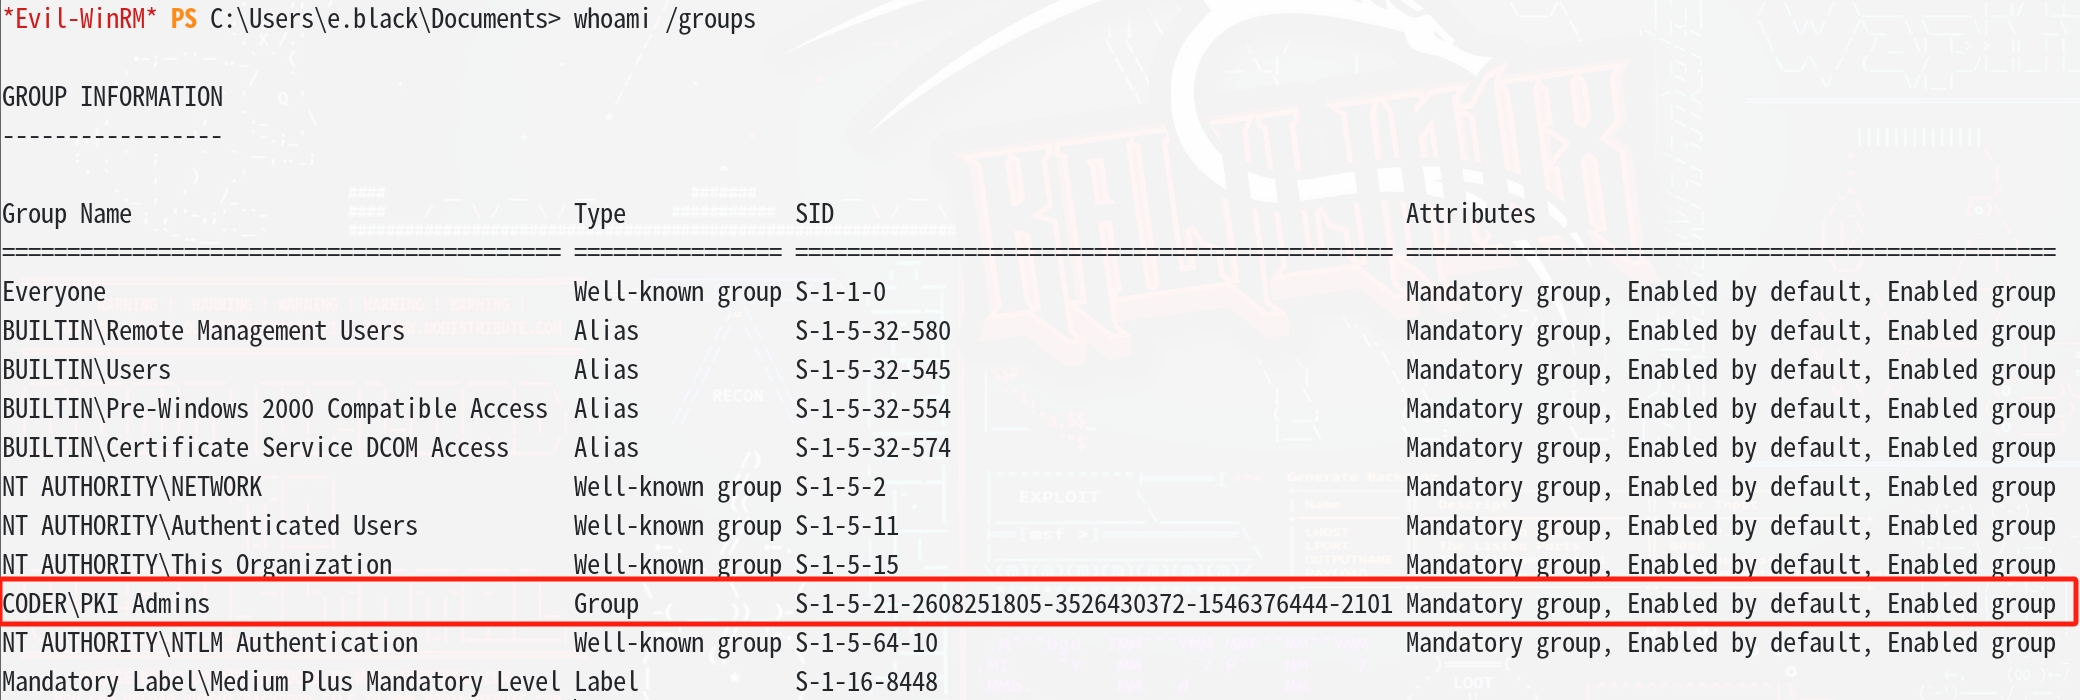 *Evil-WinRM* PS C:\Users\e.black\Documents> whoami /groups
GROUP INFORMATION
-----------------
Group Name Type SID Attributes
=========================================== ================ ============================================== ==================================================
Everyone Well-known group S-1-1-0 Mandatory group, Enabled by default, Enabled group
BUILTIN\Remote Management Users Alias S-1-5-32-580 Mandatory group, Enabled by default, Enabled group
BUILTIN\Users Alias S-1-5-32-545 Mandatory group, Enabled by default, Enabled group
BUILTIN\Pre-Windows 2000 Compatible Access Alias S-1-5-32-554 Mandatory group, Enabled by default, Enabled group
BUILTIN\Certificate Service DCOM Access Alias S-1-5-32-574 Mandatory group, Enabled by default, Enabled group
NT AUTHORITY\NETWORK Well-known group S-1-5-2 Mandatory group, Enabled by default, Enabled group
NT AUTHORITY\Authenticated Users Well-known group S-1-5-11 Mandatory group, Enabled by default, Enabled group
NT AUTHORITY\This Organization Well-known group S-1-5-15 Mandatory group, Enabled by default, Enabled group
CODER\PKI Admins Group S-1-5-21-2608251805-3526430372-1546376444-2101 Mandatory group, Enabled by default, Enabled group
NT AUTHORITY\NTLM Authentication Well-known group S-1-5-64-10 Mandatory group, Enabled by default, Enabled group
Mandatory Label\Medium Plus Mandatory Level Label S-1-16-8448
KALI LINUX
RECON
EXPLOIT
[msf >]
LOOT